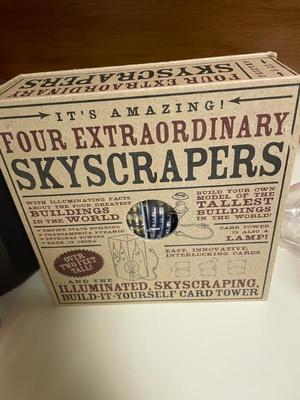 FOUR EXTRAORDINARY
SKYSCRAPERS
FOUR EXTRAORDINARY
SKYSCRAPERS
IT'S AMAZING!
FOUR EXTRAORDINARY
SKYSCRAPERS
WITH ILLUMINATING FACTS
ABOUT THE FOUR GREATEST
BUILDINGS
IN THE WORLD
EMPIRE STATE BUILDING
TRANSAMERICA PYRAMID
PETRONAS TOWERS
BANK OF CHINA
OVER
TWO FEET
TALL!
BUILD YOUR OWN
MODEL OF THE
TALLEST
BUILDINGS
IN THE WORLD!
CARD TOWER
IS ALSO A
LAMP!
EASY, INNOVATIVE,
INTERLOCKING CARDS
...AND THE
ILLUMINATED, SKYSCRAPING,
BUILD-IT-YOURSELF CARD TOWER